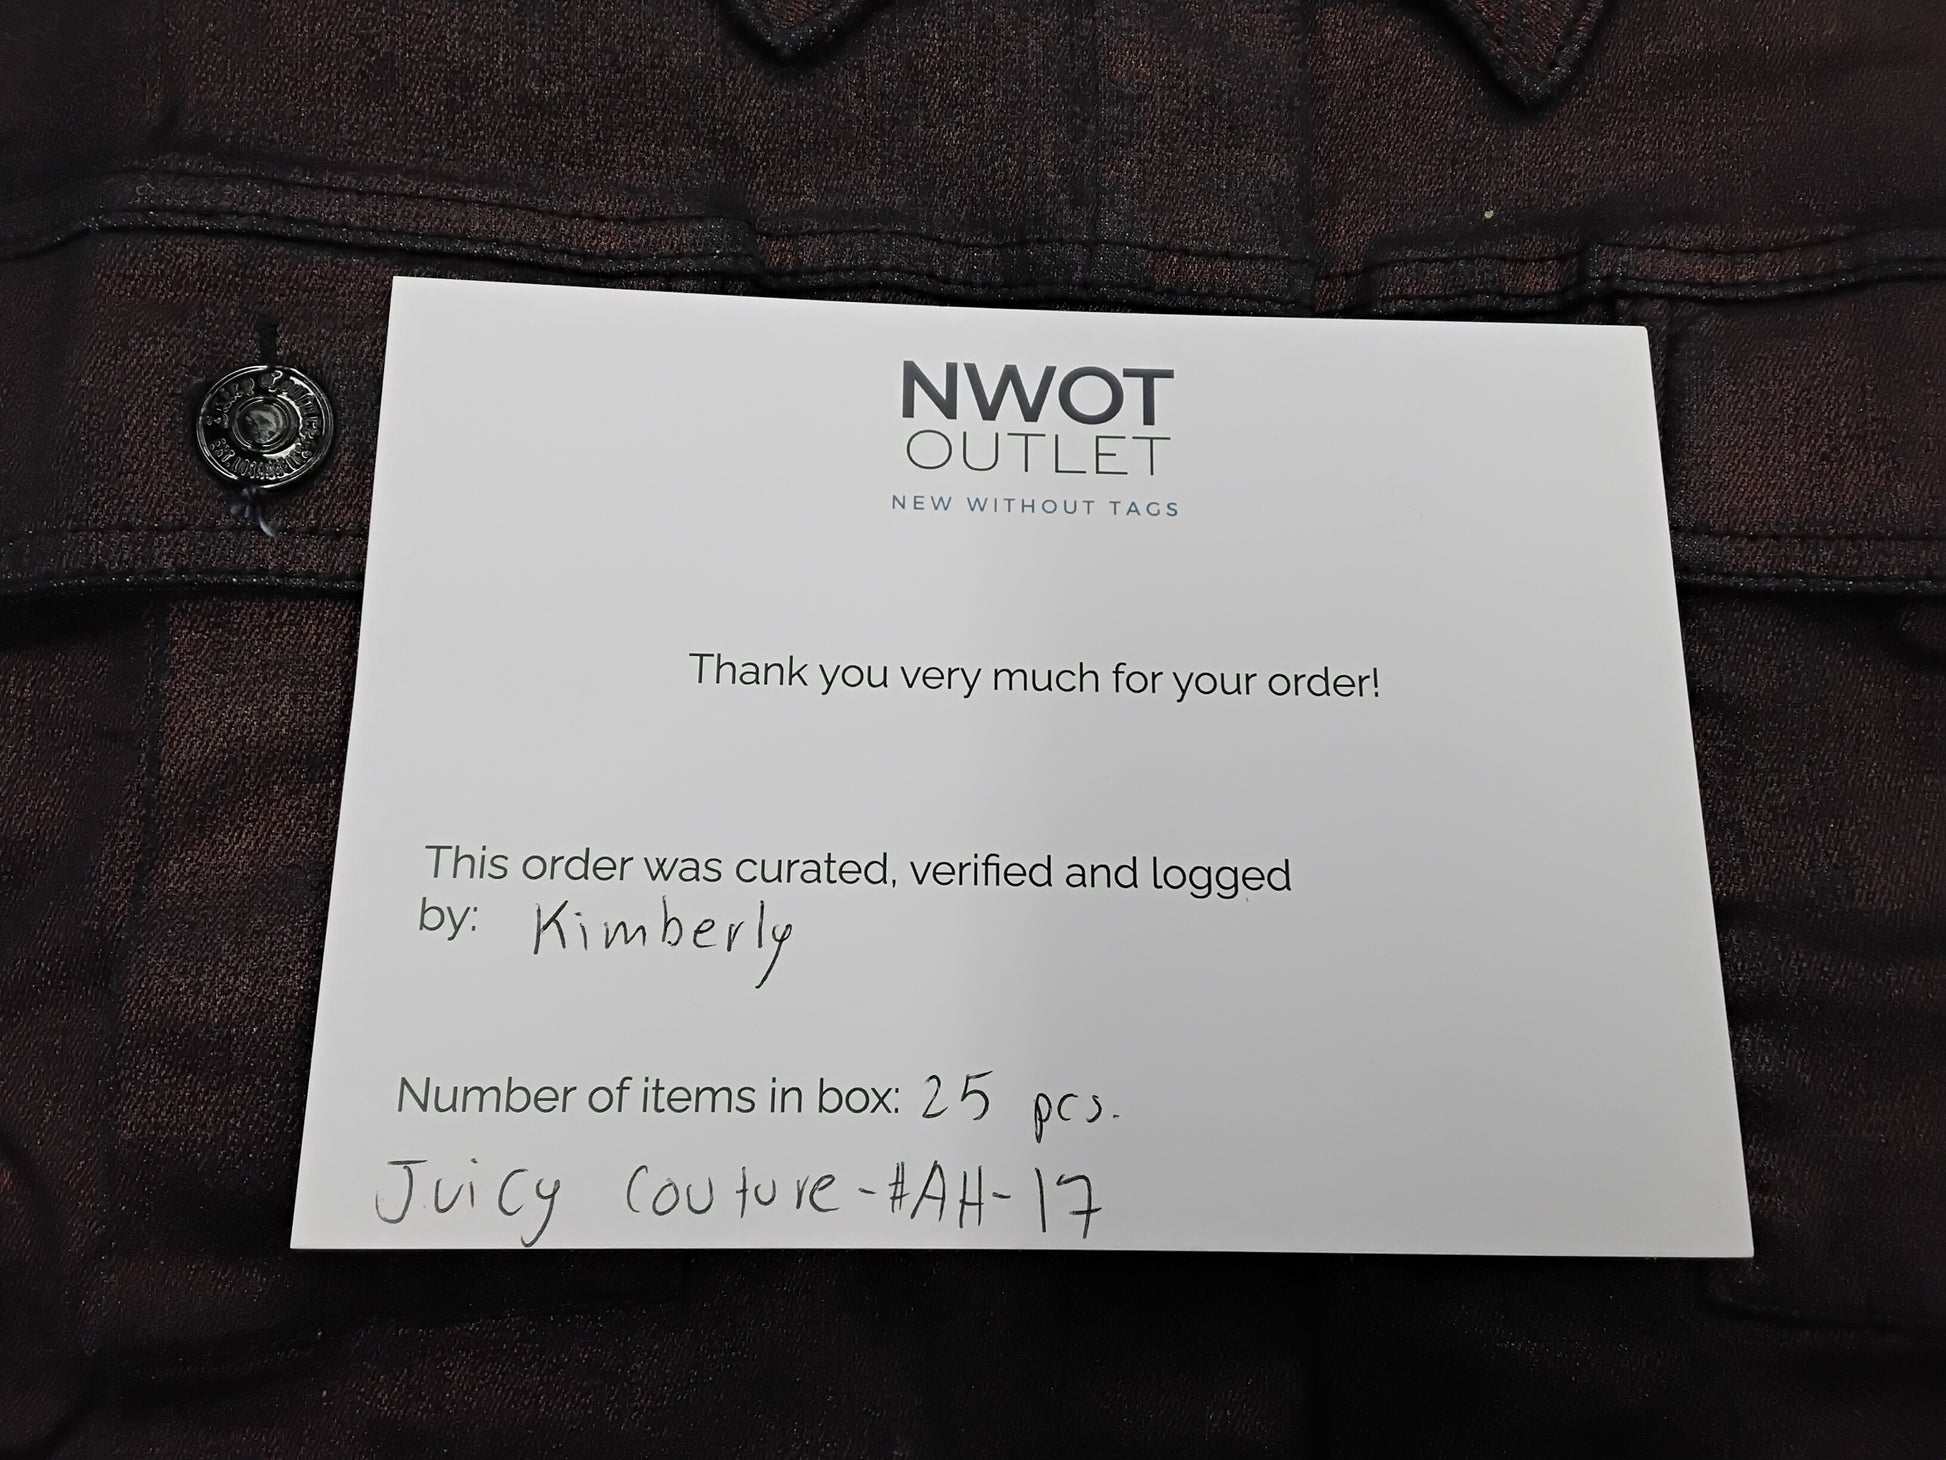 NWOT
OUTLET
NEW WITHOUT TAGS
Thank you very much for your order!
This order was curated, verified and logged
by: Kimberly
Number of items in box: 25 pcs.
Juicy Couture - #AH-17